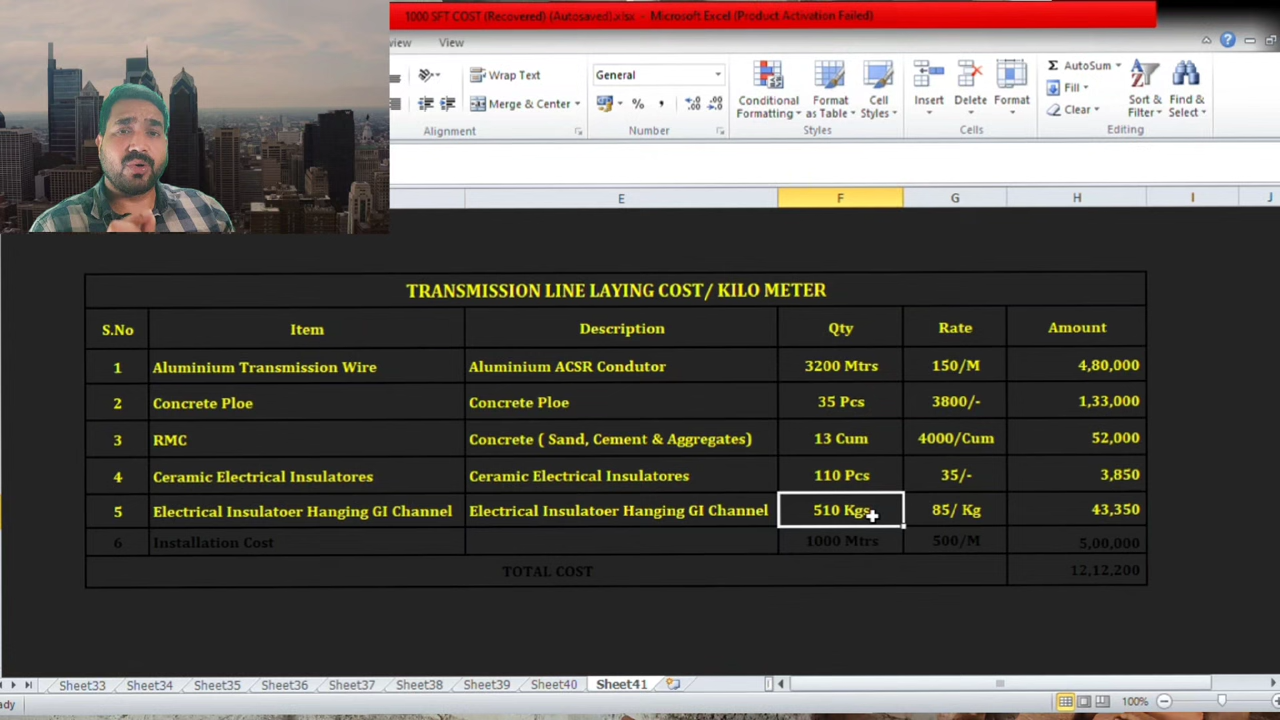 1000 SFT COST (Recovered) (Autosaved).xlsx - Microsoft Excel (Product Activation Failed)
view View
Wrap Text General Σ AutoSum
Merge & Center % , Conditional Formatting Format as Table Cell Styles Insert Delete Format Fill Clear Sort & Filter Find & Select
Alignment Number Styles Cells Editing
E F G H I J
TRANSMISSION LINE LAYING COST/ KILO METER
S.No Item Description Qty Rate Amount
1 Aluminium Transmission Wire Aluminium ACSR Condutor 3200 Mtrs 150/M 4,80,000
2 Concrete Ploe Concrete Ploe 35 Pcs 3800/- 1,33,000
3 RMC Concrete ( Sand, Cement & Aggregates) 13 Cum 4000/Cum 52,000
4 Ceramic Electrical Insulatores Ceramic Electrical Insulatores 110 Pcs 35/- 3,850
5 Electrical Insulatoer Hanging GI Channel Electrical Insulatoer Hanging GI Channel 510 Kgs 85/ Kg 43,350
6 Installation Cost 1000 Mtrs 500/M 5,00,000
TOTAL COST 12,12,200
Sheet33 Sheet34 Sheet35 Sheet36 Sheet37 Sheet38 Sheet39 Sheet40 Sheet41
ady 100%